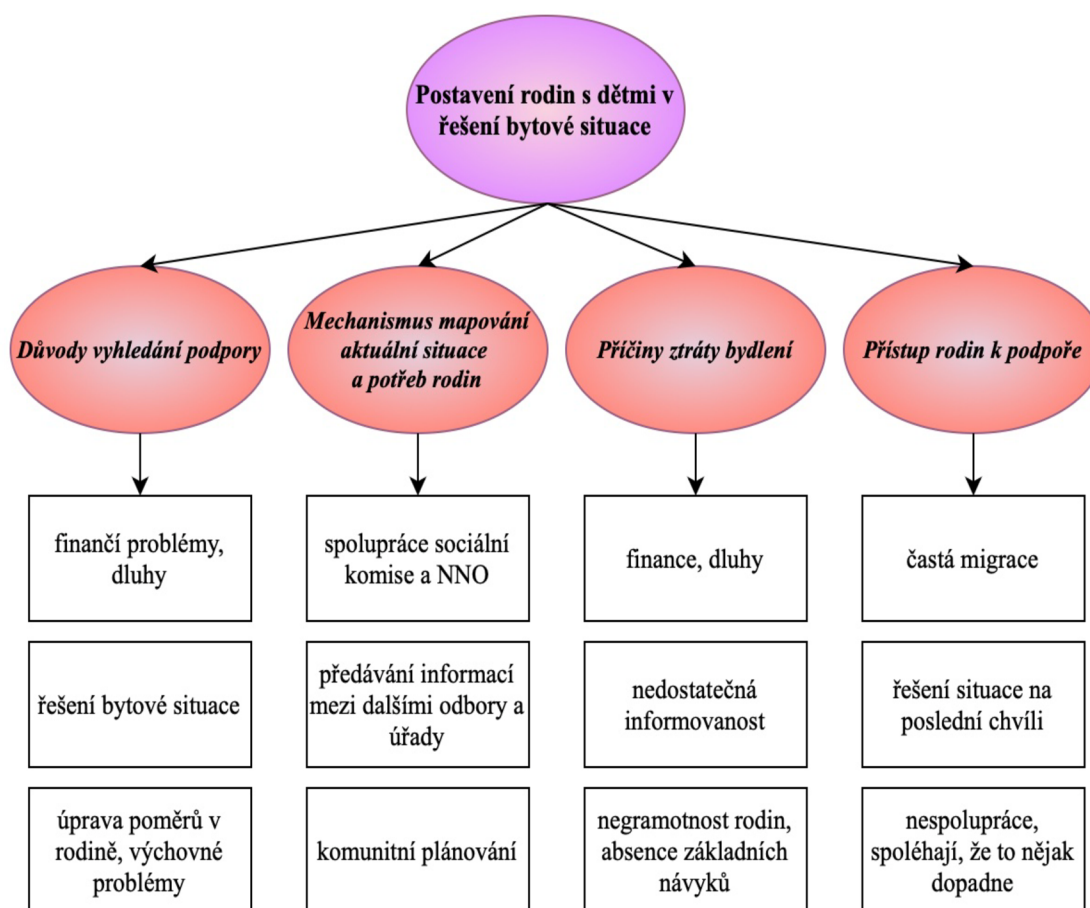 Postavení rodin s dětmi v
řešení bytové situace
Důvody vyhledání podpory
Mechanismus mapování
aktuální situace
a potřeb rodin
Příčiny ztráty bydlení
Přístup rodin k podpoře
finančí problémy,
dluhy
spolupráce sociální
komise a NNO
finance, dluhy
častá migrace
řešení bytové situace
předávání informací
mezi dalšími odbory a
úřady
nedostatečná
informovanost
řešení situace na
poslední chvíli
úprava poměrů v
rodině, výchovné
problémy
komunitní plánování
negramotnost rodin,
absence základních
návyků
nespolupráce,
spoléhají, že to nějak
dopadne